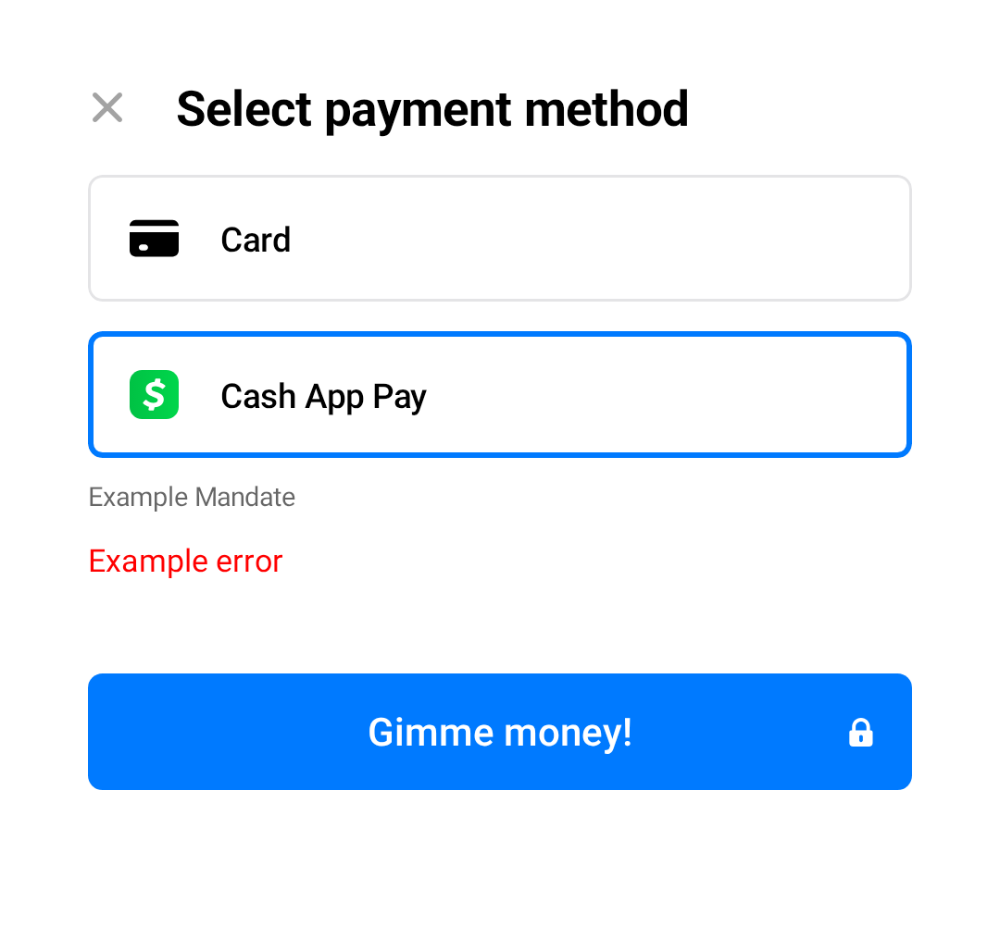 Select payment method
Card
$
Cash App Pay
Example Mandate
Example error
Gimme money!